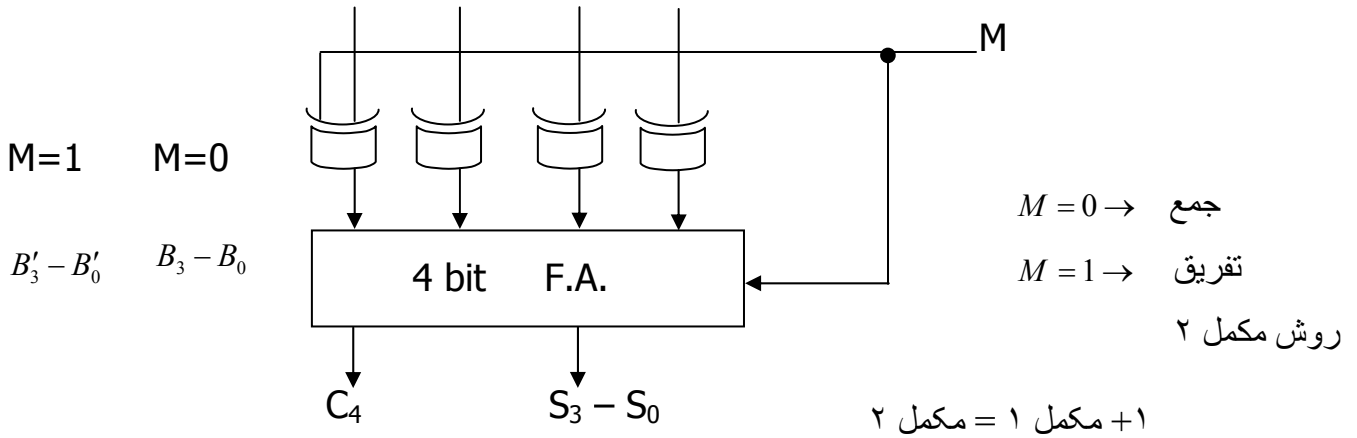 M
M=1 M=0
B′₃ − B′₀ B₃ − B₀
4 bit F.A.
M = 0 → جمع
M = 1 → تفریق
روش مکمل ۲
C₄ S₃ – S₀
۱+ مکمل ۱ = مکمل ۲